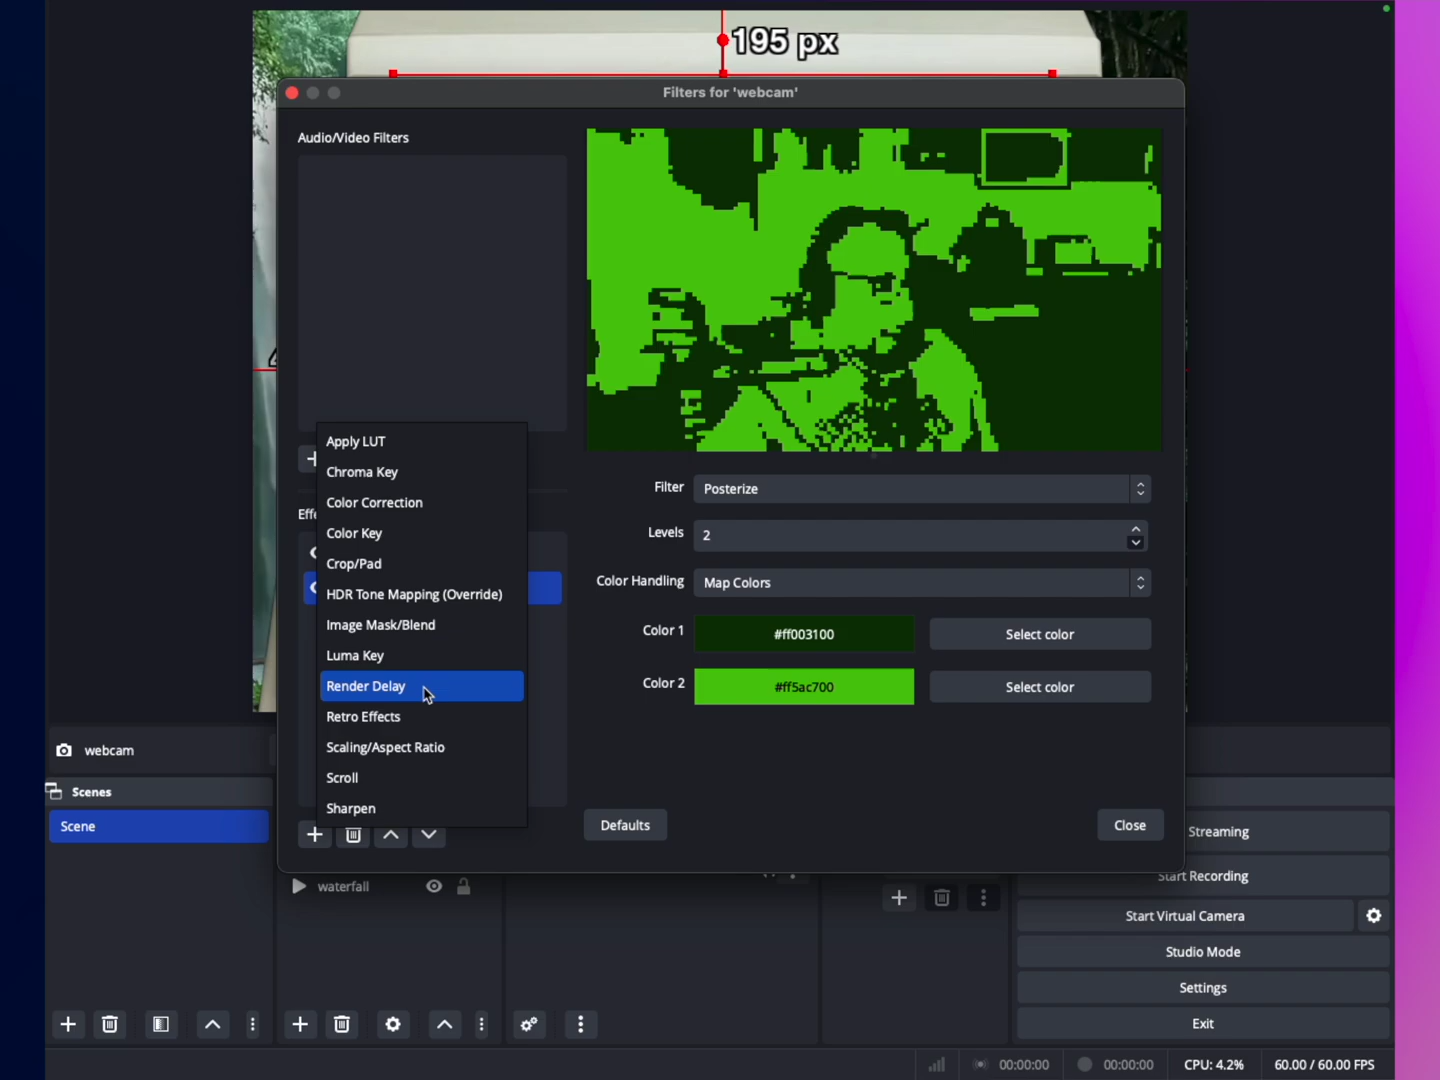 195 px
Filters for 'webcam'
Audio/Video Filters
Effe
Apply LUT
Chroma Key
Color Correction
Color Key
Crop/Pad
HDR Tone Mapping (Override)
Image Mask/Blend
Luma Key
Render Delay
Retro Effects
Scaling/Aspect Ratio
Scroll
Sharpen
Filter
Posterize
Levels
2
Color Handling
Map Colors
Color 1
#ff003100
Select color
Color 2
#ff5ac700
Select color
Defaults
Close
webcam
Scenes
Scene
waterfall
Streaming
Start Recording
Start Virtual Camera
Studio Mode
Settings
Exit
00:00:00
00:00:00
CPU: 4.2%
60.00 / 60.00 FPS